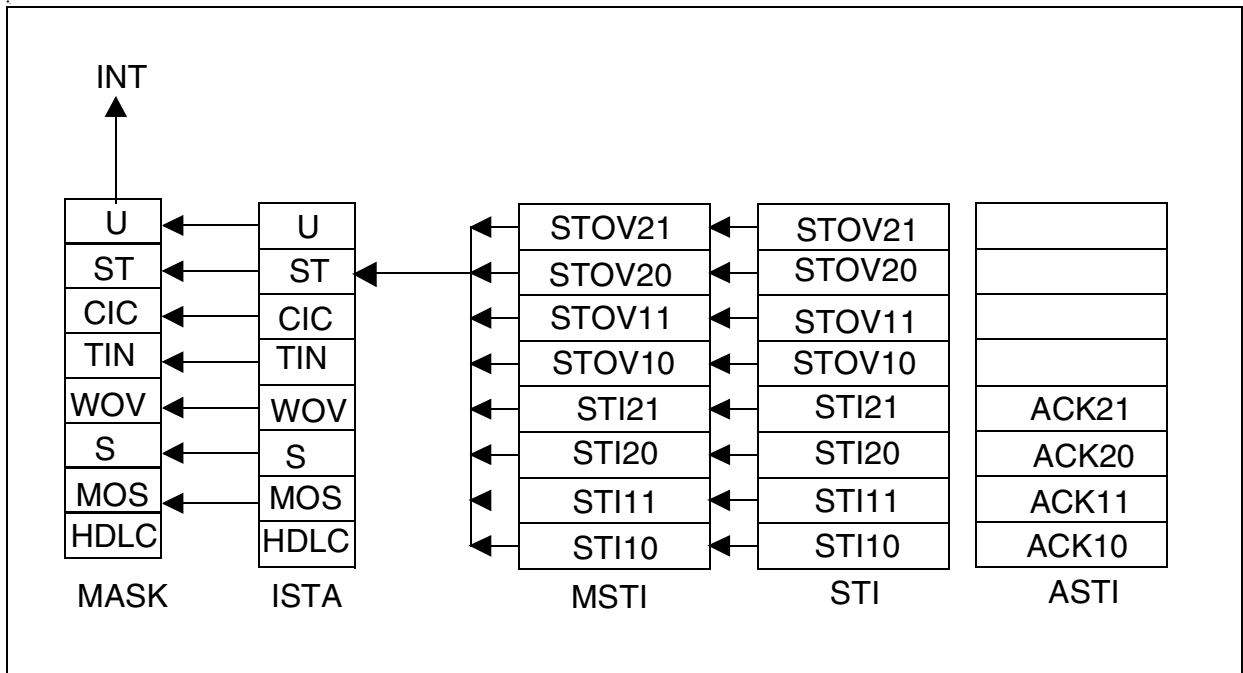 INT
U U STOV21 STOV21
ST ST STOV20 STOV20
CIC CIC STOV11 STOV11
TIN TIN STOV10 STOV10
WOV WOV STI21 STI21 ACK21
S S STI20 STI20 ACK20
MOS MOS STI11 STI11 ACK11
HDLC HDLC STI10 STI10 ACK10
MASK ISTA MSTI STI ASTI